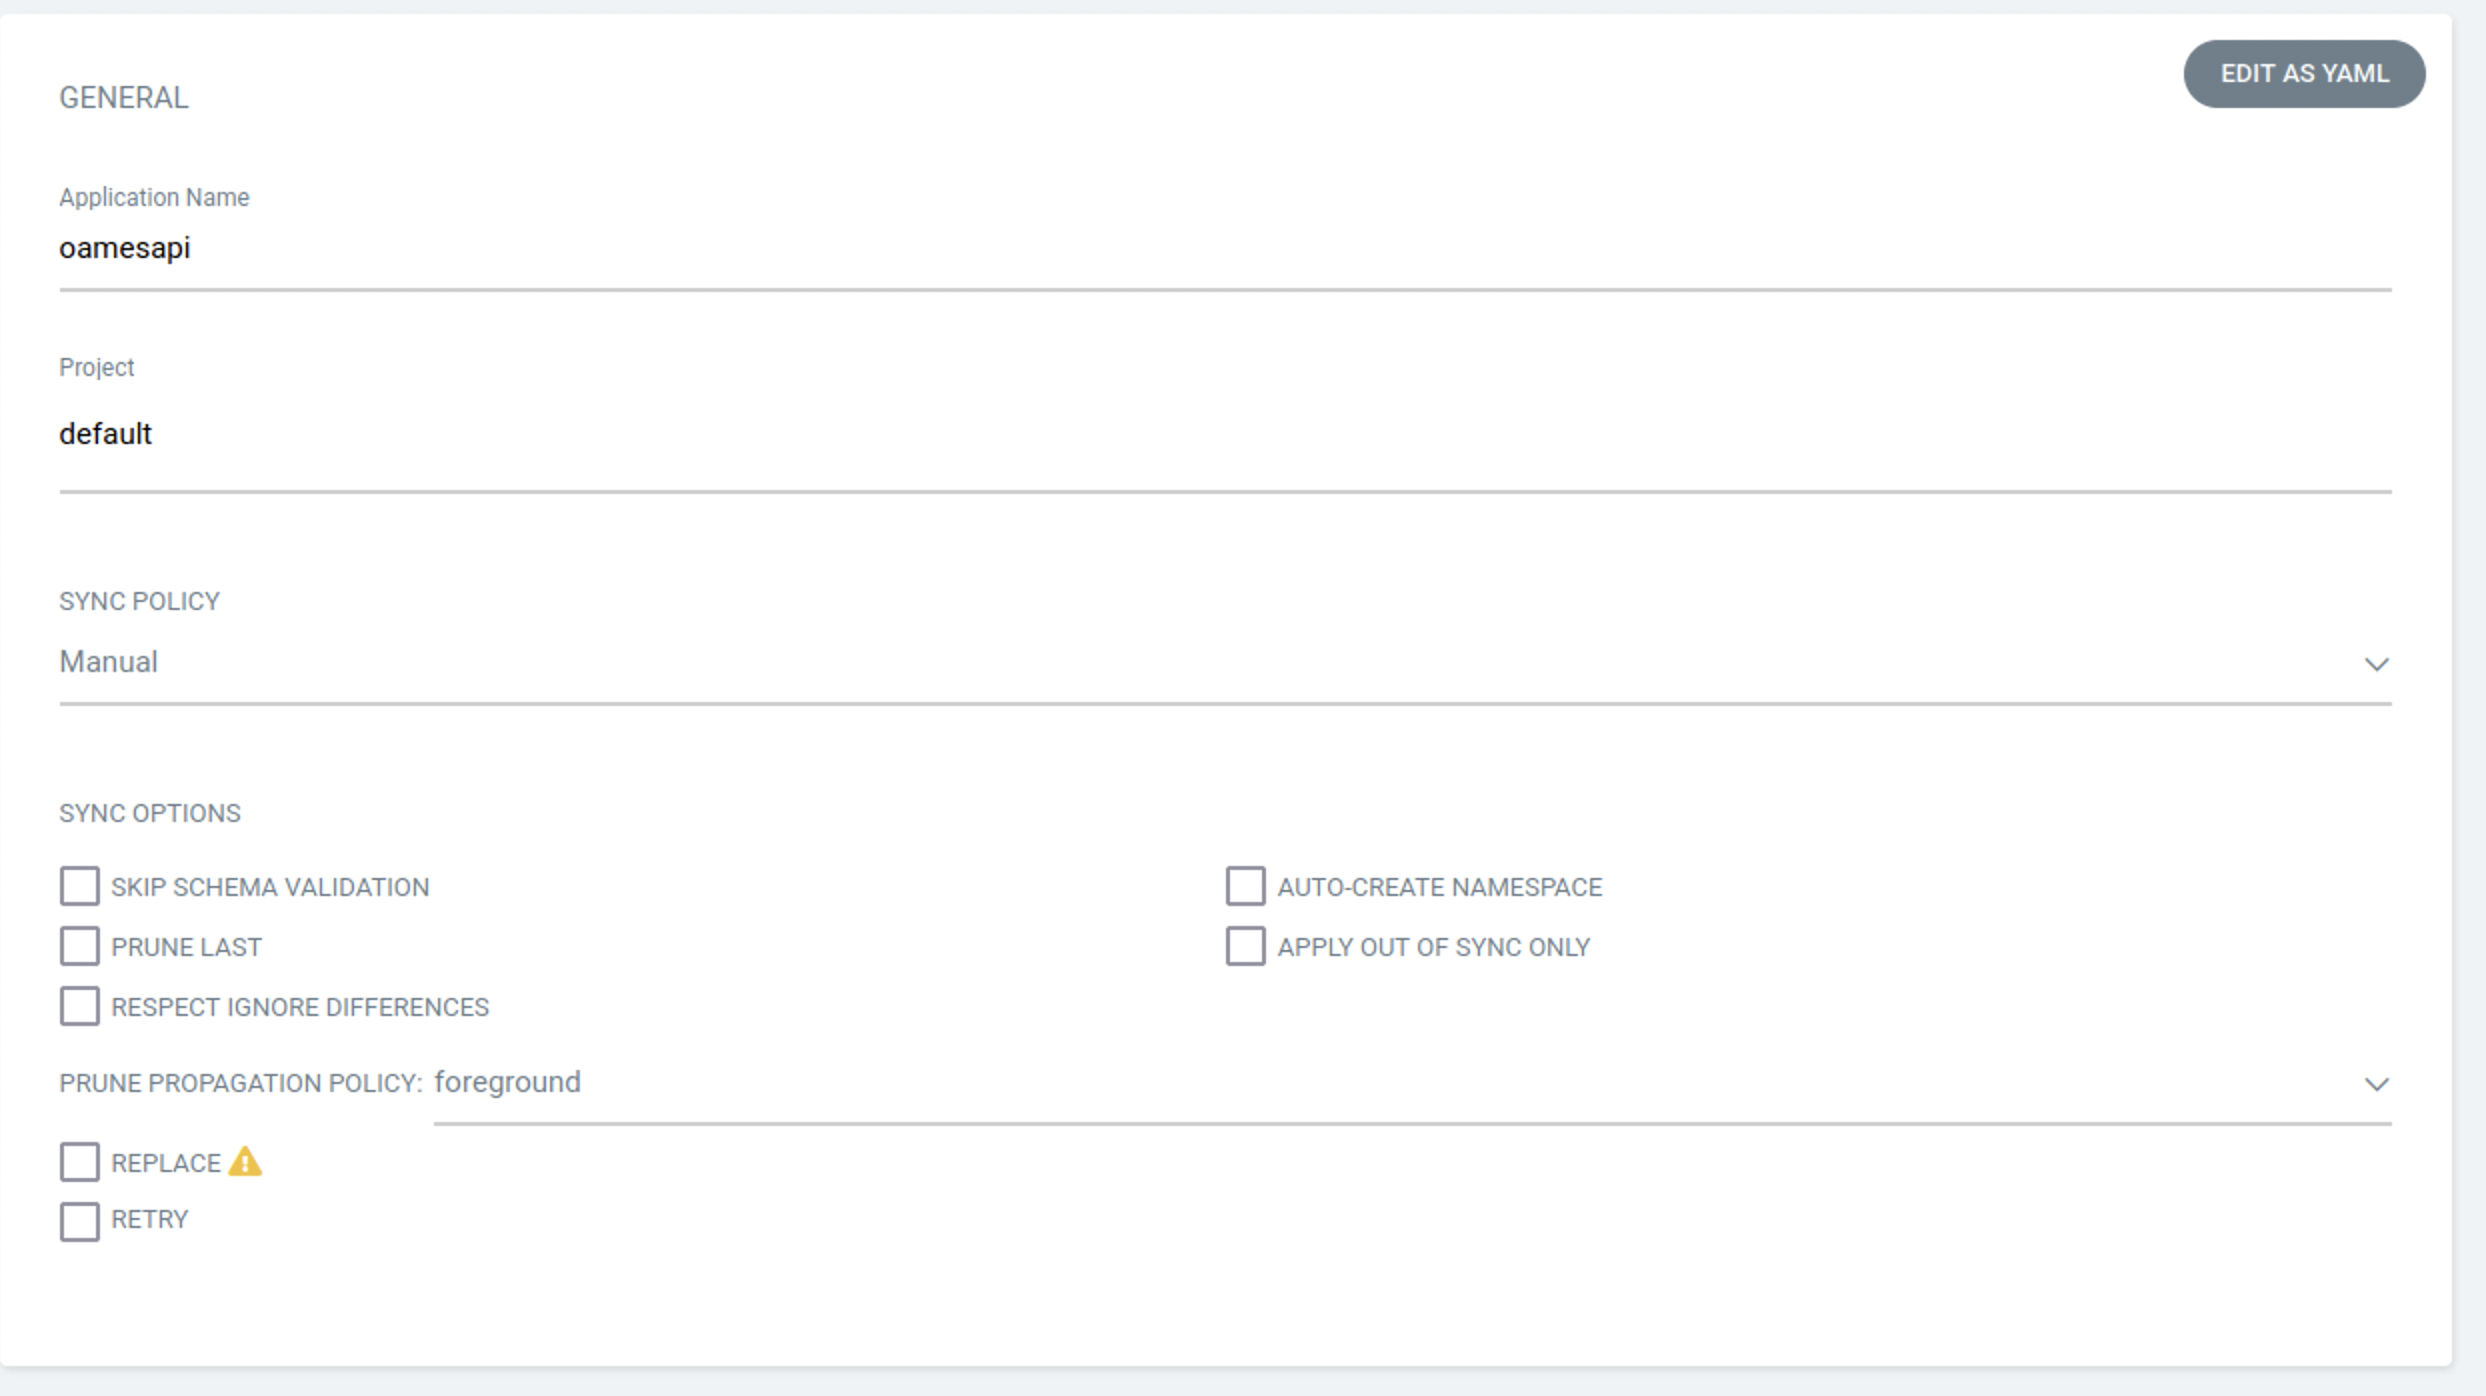 GENERAL
EDIT AS YAML
Application Name
oamesapi
Project
default
SYNC POLICY
Manual
SYNC OPTIONS
SKIP SCHEMA VALIDATION
AUTO-CREATE NAMESPACE
PRUNE LAST
APPLY OUT OF SYNC ONLY
RESPECT IGNORE DIFFERENCES
PRUNE PROPAGATION POLICY: foreground
REPLACE
RETRY